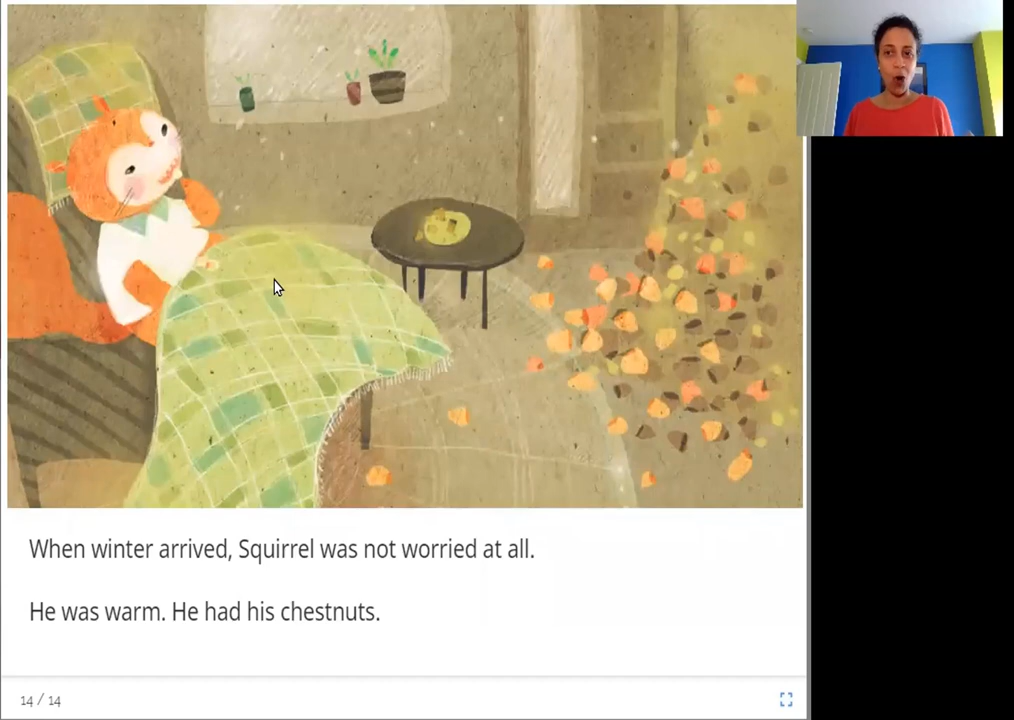 When winter arrived, Squirrel was not worried at all.
He was warm. He had his chestnuts.
14 / 14